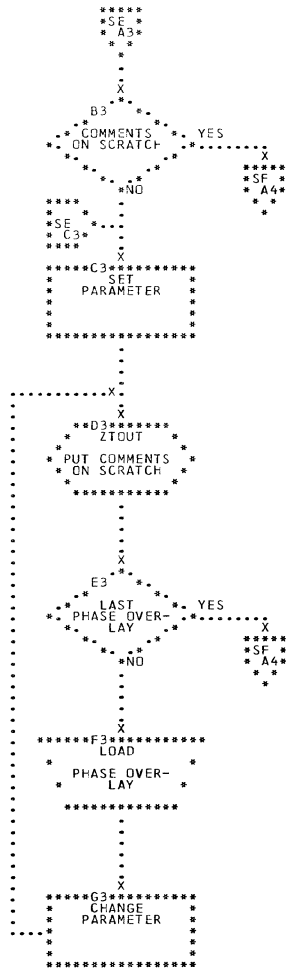 SE
A3
B3
COMMENTS
ON SCRATCH
YES
X
X
SF
A4
NO
SE
C3
X
C3
SET
PARAMETER
X
X
D3
ZTOUT
PUT COMMENTS
ON SCRATCH
X
E3
LAST
PHASE OVER-
LAY
YES
X
SF
A4
NO
X
F3
LOAD
PHASE OVER-
LAY
X
G3
CHANGE
PARAMETER